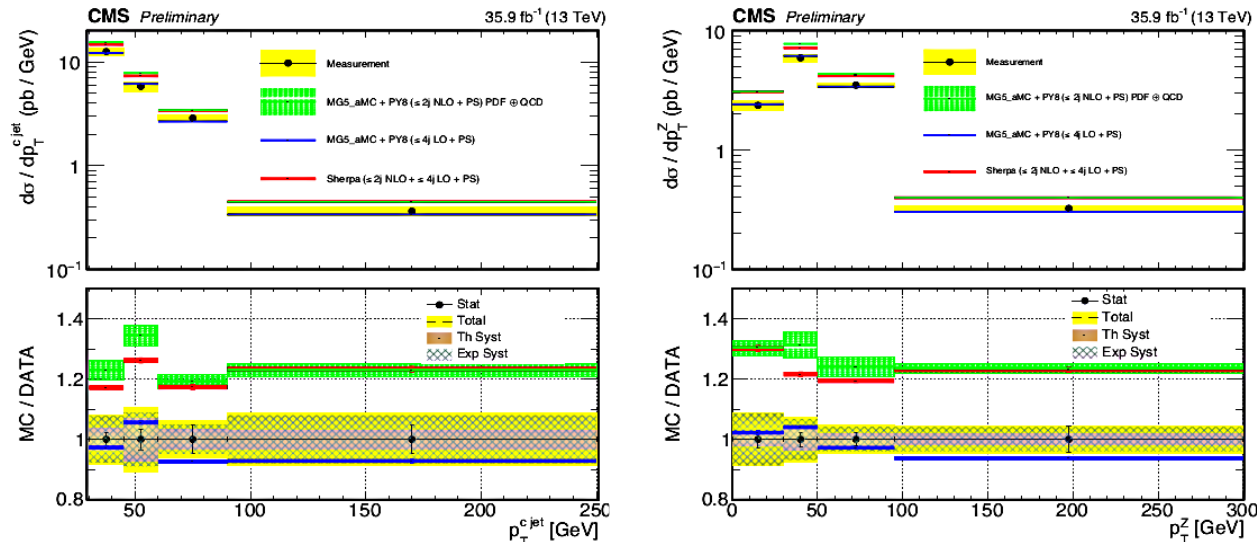 CMS Preliminary 35.9 fb⁻¹ (13 TeV)
dσ / dp_T^{c jet} (pb / GeV)
10
1
10⁻¹
Measurement
MG5_aMC + PY8 (≤ 2j NLO + PS) PDF ⊕ QCD
MG5_aMC + PY8 (≤ 4j LO + PS)
Sherpa (≤ 2j NLO + ≤ 4j LO + PS)
MC / DATA
1.4
1.2
1
0.8
Stat
Total
Th Syst
Exp Syst
50 100 150 200 250
p_T^{c jet} [GeV]
CMS Preliminary 35.9 fb⁻¹ (13 TeV)
dσ / dp_T^Z (pb / GeV)
10
1
10⁻¹
Measurement
MG5_aMC + PY8 (≤ 2j NLO + PS) PDF ⊕ QCD
MG5_aMC + PY8 (≤ 4j LO + PS)
Sherpa (≤ 2j NLO + ≤ 4j LO + PS)
MC / DATA
1.4
1.2
1
0.8
Stat
Total
Th Syst
Exp Syst
0 50 100 150 200 250 300
p_T^Z [GeV]